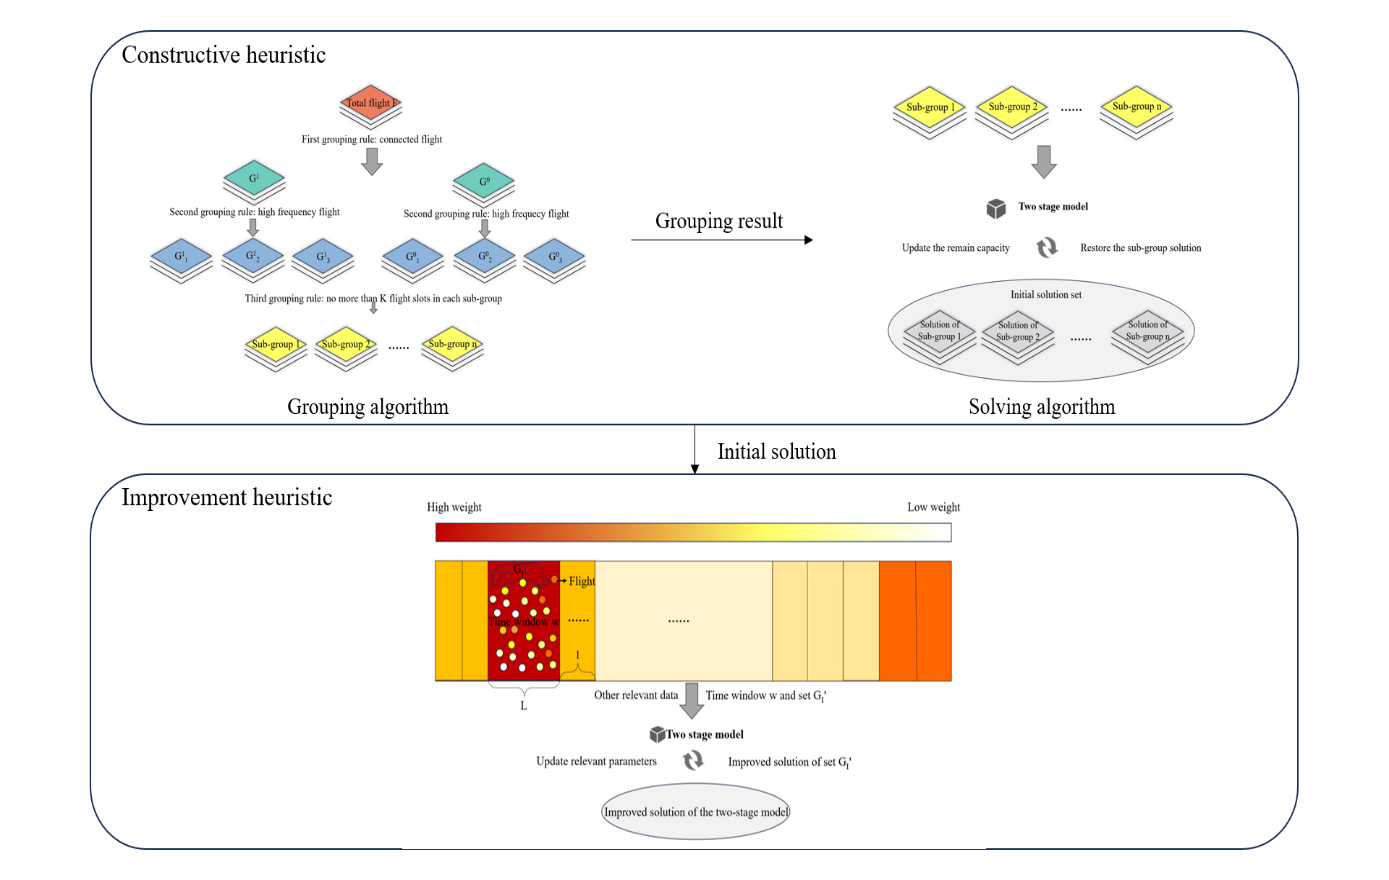 Constructive heuristic
Total flight F
First grouping rule: connected flight
G¹
G⁰
Second grouping rule: high frequency flight
Second grouping rule: high frequecy flight
G¹₁
G¹₂
G¹₃
G⁰₁
G⁰₂
G⁰₃
Third grouping rule: no more than K flight slots in each sub-group
Sub-group 1
Sub-group 2
......
Sub-group n
Grouping algorithm
Grouping result
Sub-group 1
Sub-group 2
......
Sub-group n
Two stage model
Update the remain capacity
Restore the sub-group solution
Initial solution set
Solution of
Sub-group 1
Solution of
Sub-group 2
......
Solution of
Sub-group n
Solving algorithm
Initial solution
Improvement heuristic
High weight
Low weight
Flight
Time window w
......
......
l
L
Other relevant data
Time window w and set G_l'
Two stage model
Update relevant parameters
Improved solution of set G_l'
Improved solution of the two-stage model